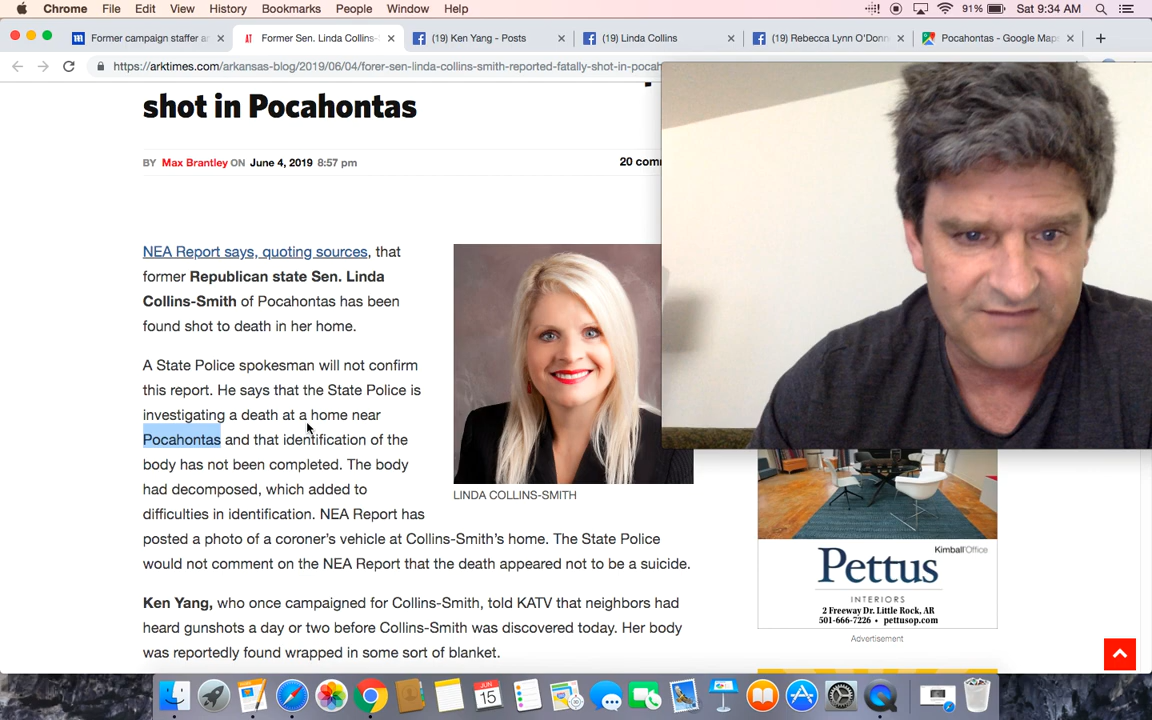 Chrome File Edit View History Bookmarks People Window Help 91% Sat 9:34 AM
Former campaign staffer a
AT Former Sen. Linda Collins-
(19) Ken Yang - Posts
(19) Linda Collins
(19) Rebecca Lynn O'Don
Pocahontas - Google Map
https://arktimes.com/arkansas-blog/2019/06/04/forer-sen-linda-collins-smith-reported-fatally-shot-in-pocah
shot in Pocahontas
BY Max Brantley ON June 4, 2019 8:57 pm
20 com
NEA Report says, quoting sources, that
former Republican state Sen. Linda
Collins-Smith of Pocahontas has been
found shot to death in her home.
A State Police spokesman will not confirm
this report. He says that the State Police is
investigating a death at a home near
Pocahontas and that identification of the
body has not been completed. The body
had decomposed, which added to
difficulties in identification. NEA Report has
posted a photo of a coroner's vehicle at Collins-Smith's home. The State Police
would not comment on the NEA Report that the death appeared not to be a suicide.
LINDA COLLINS-SMITH
Ken Yang, who once campaigned for Collins-Smith, told KATV that neighbors had
heard gunshots a day or two before Collins-Smith was discovered today. Her body
was reportedly found wrapped in some sort of blanket.
Kimball Office
Pettus
INTERIORS
2 Freeway Dr. Little Rock, AR
501-666-7226 • pettusop.com
Advertisement
JUN
15